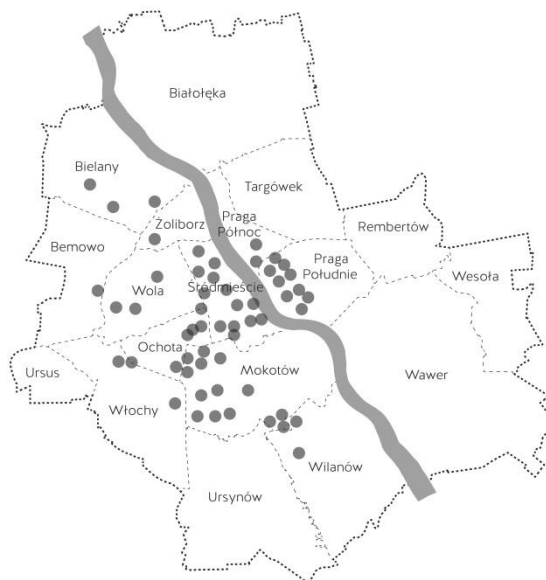 Białołęka
Bielany
Targówek
Żoliborz
Praga
Północ
Rembertów
Bemowo
Praga
Południe
Wesoła
Wola
Śródmieście
Ochota
Ursus
Mokotów
Wawer
Włochy
Wilanów
Ursynów